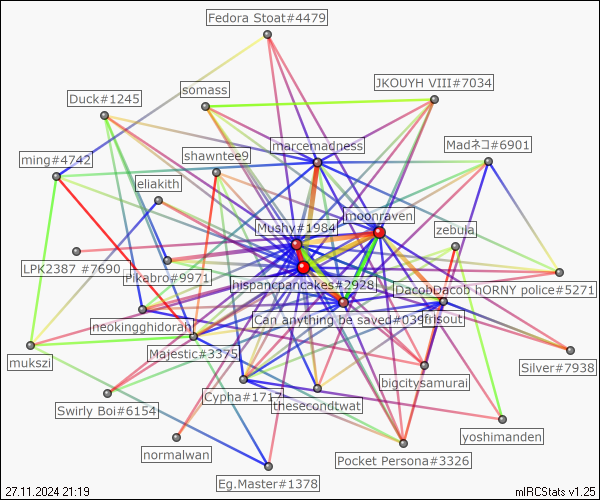 Fedora Stoat#4479
JKOUYH VIII#7034
somass
Duck#1245
marcemadness
Madネコ#6901
shawntee9
ming#4742
eliakith
moonraven
Mushy#1984
zebula
LPK2387 #7690
Pikabro#9971
hispancpancakes#2928
DacobDacob hORNY police#5271
Can anything be saved#039
frisout
neokingghidorah
Majestic#3375
mukszi
Silver#7938
bigcitysamurai
Cypha#1717
thesecondtwat
Swirly Boi#6154
yoshimanden
normalwan
Pocket Persona#3326
Eg.Master#1378
27.11.2024 21:19
mIRCStats v1.25